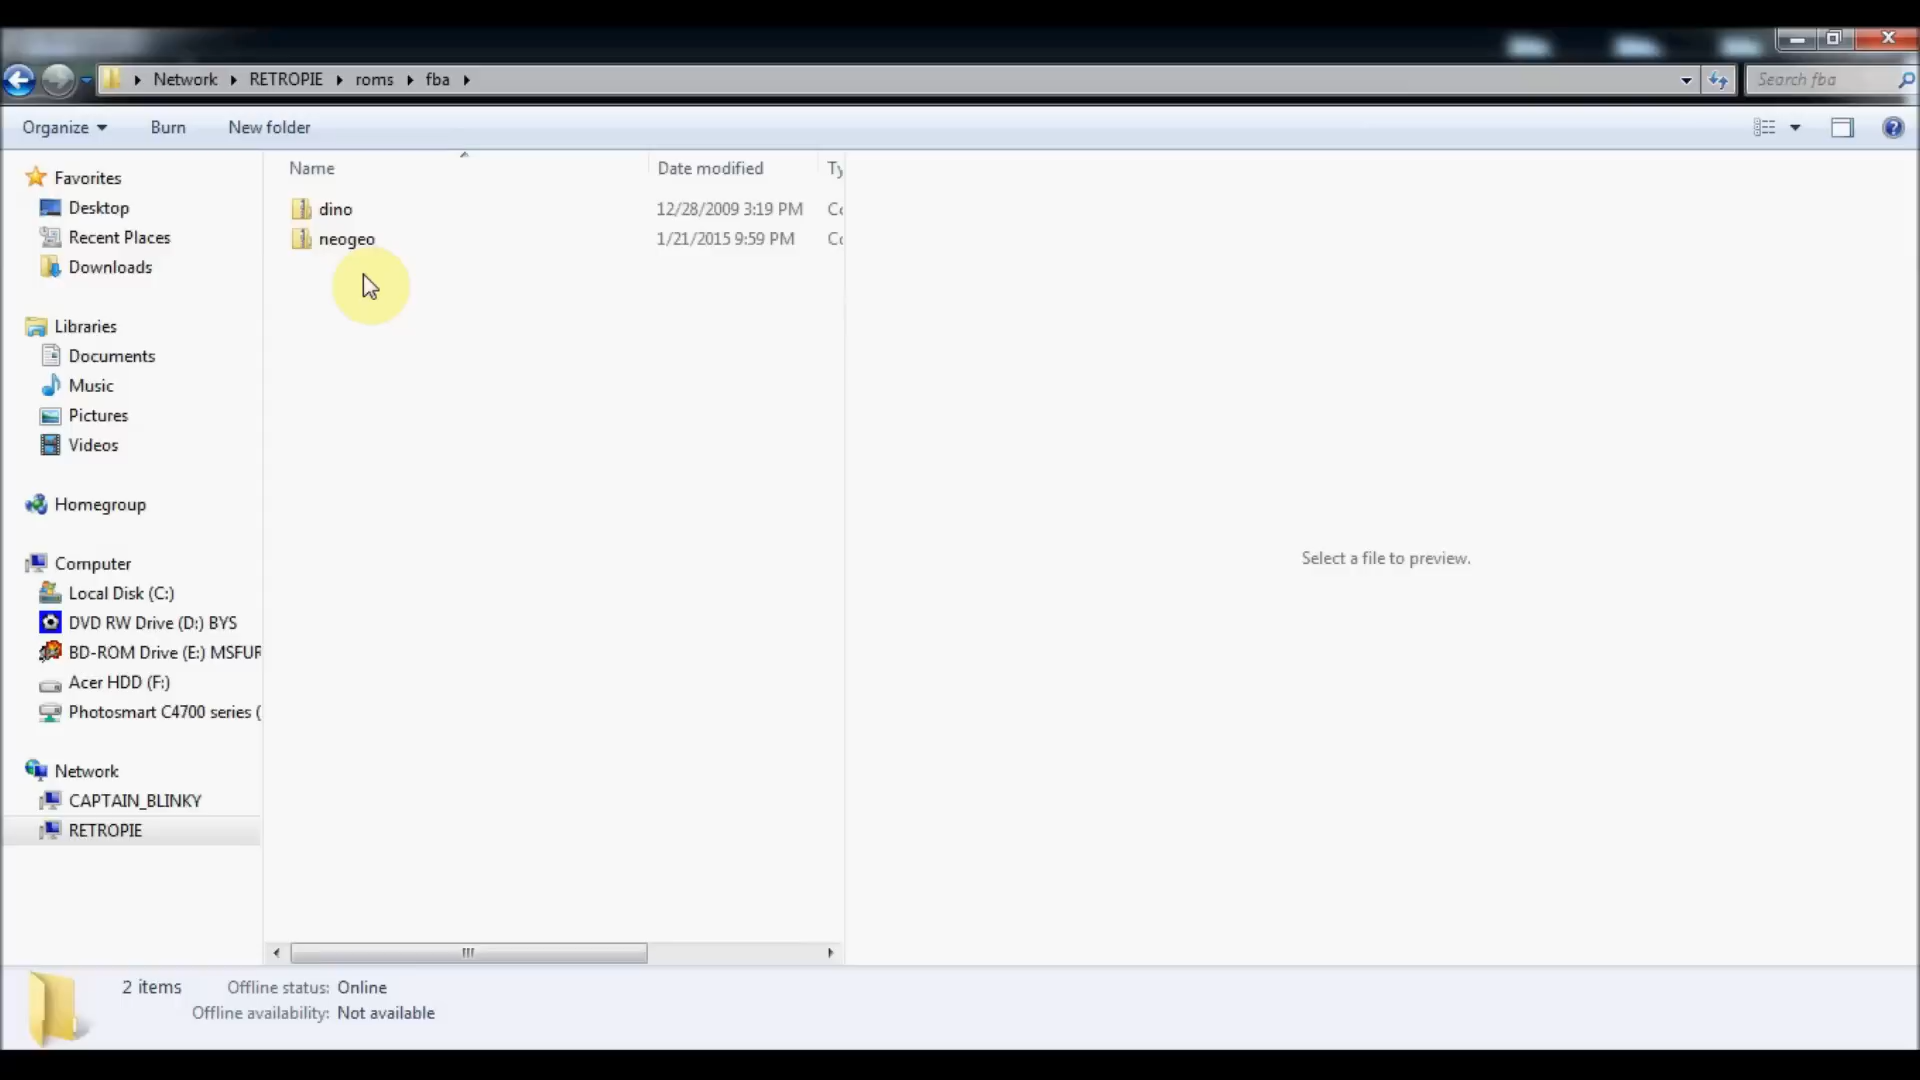 Network ▸ RETROPIE ▸ roms ▸ fba ▸
Search fba
Organize
Burn
New folder
Name
Date modified
Ty
dino
12/28/2009 3:19 PM
Co
neogeo
1/21/2015 9:59 PM
Co
Favorites
Desktop
Recent Places
Downloads
Libraries
Documents
Music
Pictures
Videos
Homegroup
Computer
Local Disk (C:)
DVD RW Drive (D:) BYS
BD-ROM Drive (E:) MSFUR
Acer HDD (F:)
Photosmart C4700 series (
Network
CAPTAIN_BLINKY
RETROPIE
Select a file to preview.
2 items
Offline status: Online
Offline availability: Not available